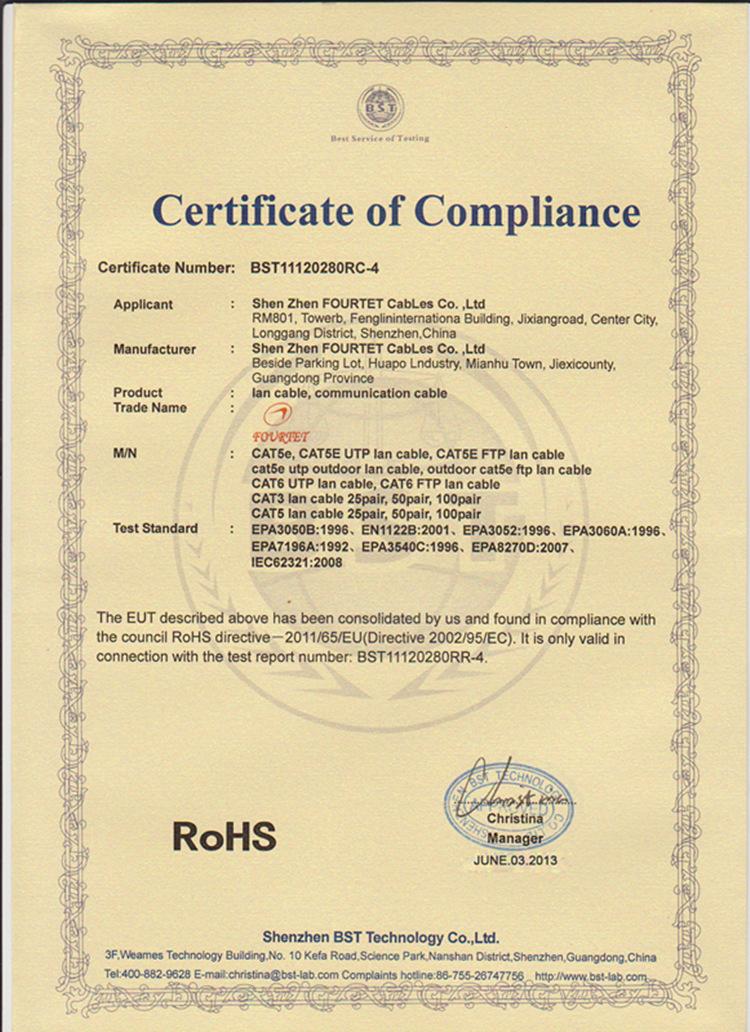 BST
Best Service of Testing
Certificate of Compliance
Certificate Number: BST11120280RC-4
Applicant : Shen Zhen FOURTET CabLes Co. ,Ltd
RM801, Towerb, Fenglininternationa Building, Jixiangroad, Center City,
Longgang District, Shenzhen,China
Manufacturer : Shen Zhen FOURTET CabLes Co. ,Ltd
Beside Parking Lot, Huapo Lndustry, Mianhu Town, Jiexicounty,
Guangdong Province
Product : lan cable, communication cable
Trade Name :
FOURTET
M/N : CAT5e, CAT5E UTP lan cable, CAT5E FTP lan cable
cat5e utp outdoor lan cable, outdoor cat5e ftp lan cable
CAT6 UTP lan cable, CAT6 FTP lan cable
CAT3 lan cable 25pair, 50pair, 100pair
CAT5 lan cable 25pair, 50pair, 100pair
Test Standard : EPA3050B:1996、EN1122B:2001、EPA3052:1996、EPA3060A:1996、
EPA7196A:1992、EPA3540C:1996、EPA8270D:2007、
IEC62321:2008
The EUT described above has been consolidated by us and found in compliance with
the council RoHS directive—2011/65/EU(Directive 2002/95/EC). It is only valid in
connection with the test report number: BST11120280RR-4.
BST TECHNOLOGY CO.,LTD
APPROVED
RoHS
Christina
Manager
JUNE.03.2013
Shenzhen BST Technology Co.,Ltd.
3F,Weames Technology Building,No. 10 Kefa Road,Science Park,Nanshan District,Shenzhen,Guangdong,China
Tel:400-882-9628 E-mail:christina@bst-lab.com Complaints hotline:86-755-26747756 http://www.bst-lab.com